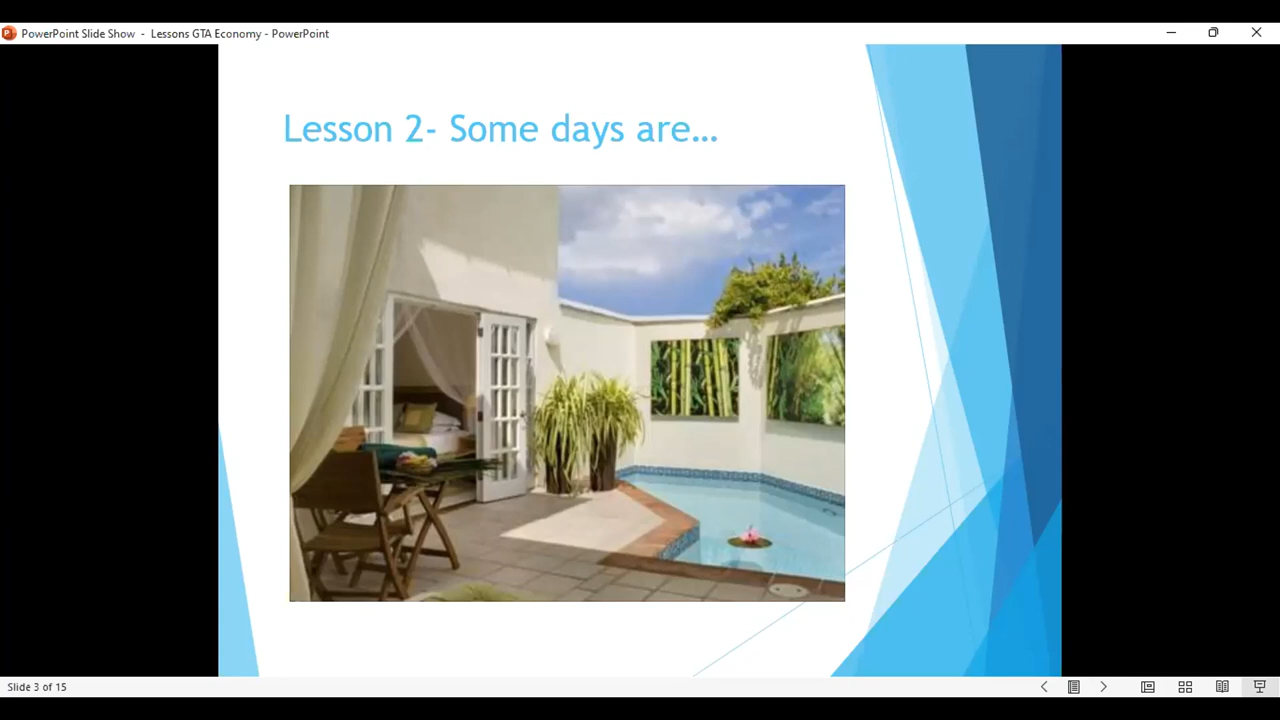 PowerPoint Slide Show - Lessons GTA Economy - PowerPoint
Lesson 2- Some days are...
Slide 3 of 15